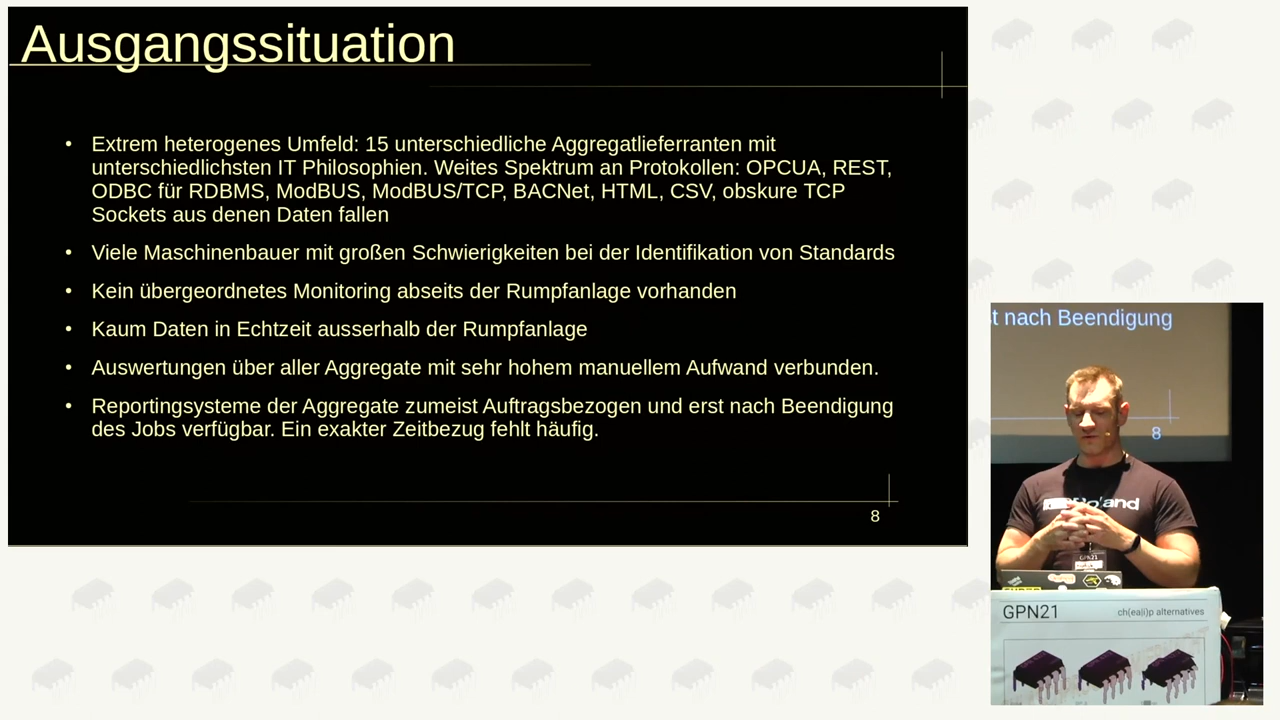 Ausgangssituation
• Extrem heterogenes Umfeld: 15 unterschiedliche Aggregatlieferranten mit
unterschiedlichsten IT Philosophien. Weites Spektrum an Protokollen: OPCUA, REST,
ODBC für RDBMS, ModBUS, ModBUS/TCP, BACNet, HTML, CSV, obskure TCP
Sockets aus denen Daten fallen
• Viele Maschinenbauer mit großen Schwierigkeiten bei der Identifikation von Standards
• Kein übergeordnetes Monitoring abseits der Rumpfanlage vorhanden
• Kaum Daten in Echtzeit ausserhalb der Rumpfanlage
• Auswertungen über aller Aggregate mit sehr hohem manuellem Aufwand verbunden.
• Reportingsysteme der Aggregate zumeist Auftragsbezogen und erst nach Beendigung
des Jobs verfügbar. Ein exakter Zeitbezug fehlt häufig.
8
t nach Beendigung
8
GPN21
GPN21
ch(ea|i)p alternatives